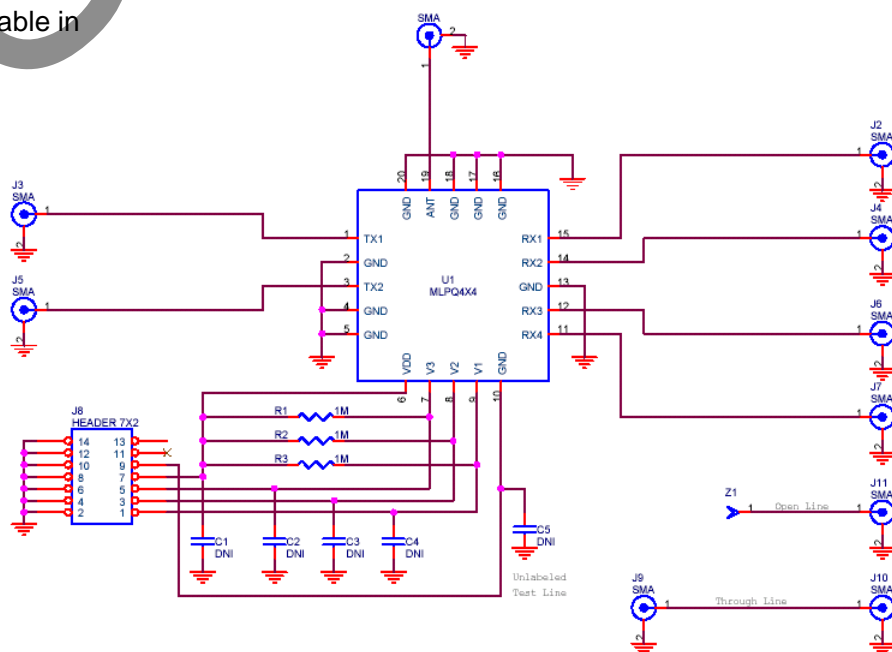 able in
SMA
2
1
J3
SMA
1
2
J5
SMA
1
2
J2
SMA
1
2
J4
SMA
1
2
J6
SMA
1
2
J7
SMA
1
2
20 19 18 17 16
GND ANT GND GND GND
1 TX1
2 GND
3 TX2
4 GND
5 GND
U1
MLPQ4X4
RX1 15
RX2 14
GND 13
RX3 12
RX4 11
VDD V3 V2 V1 GND
6 7 8 9 10
R1 1M
R2 1M
R3 1M
J8
HEADER 7X2
14 13
12 11
10 9
8 7
6 5
4 3
2 1
C1
DNI
C2
DNI
C3
DNI
C4
DNI
C5
DNI
Unlabeled
Test Line
Z1
1 Open Line 1
J11
SMA
2
J9
SMA
1 Through Line 1
2
J10
SMA
2